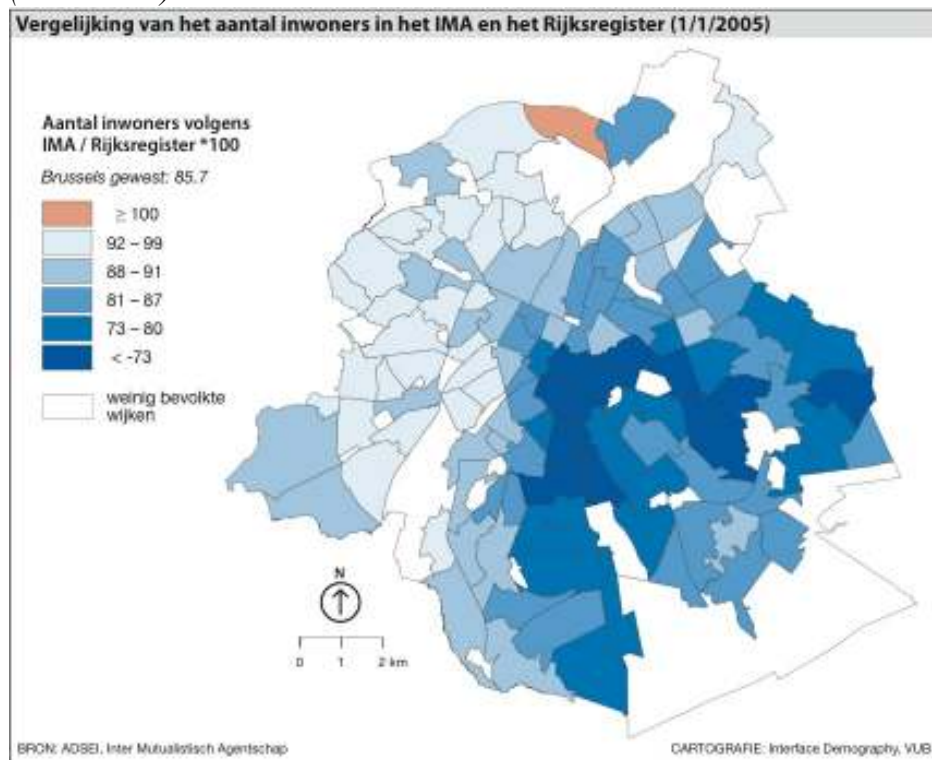 Vergelijking van het aantal inwoners in het IMA en het Rijksregister (1/1/2005)
Aantal inwoners volgens
IMA / Rijksregister *100
Brussels gewest: 85.7
≥ 100
92 – 99
88 – 91
81 – 87
73 – 80
< -73
weinig bevolkte
wijken
N
0 1 2 km
BRON: ADSEI, Inter Mutualistisch Agentschap
CARTOGRAFIE: Interface Demography, VUB